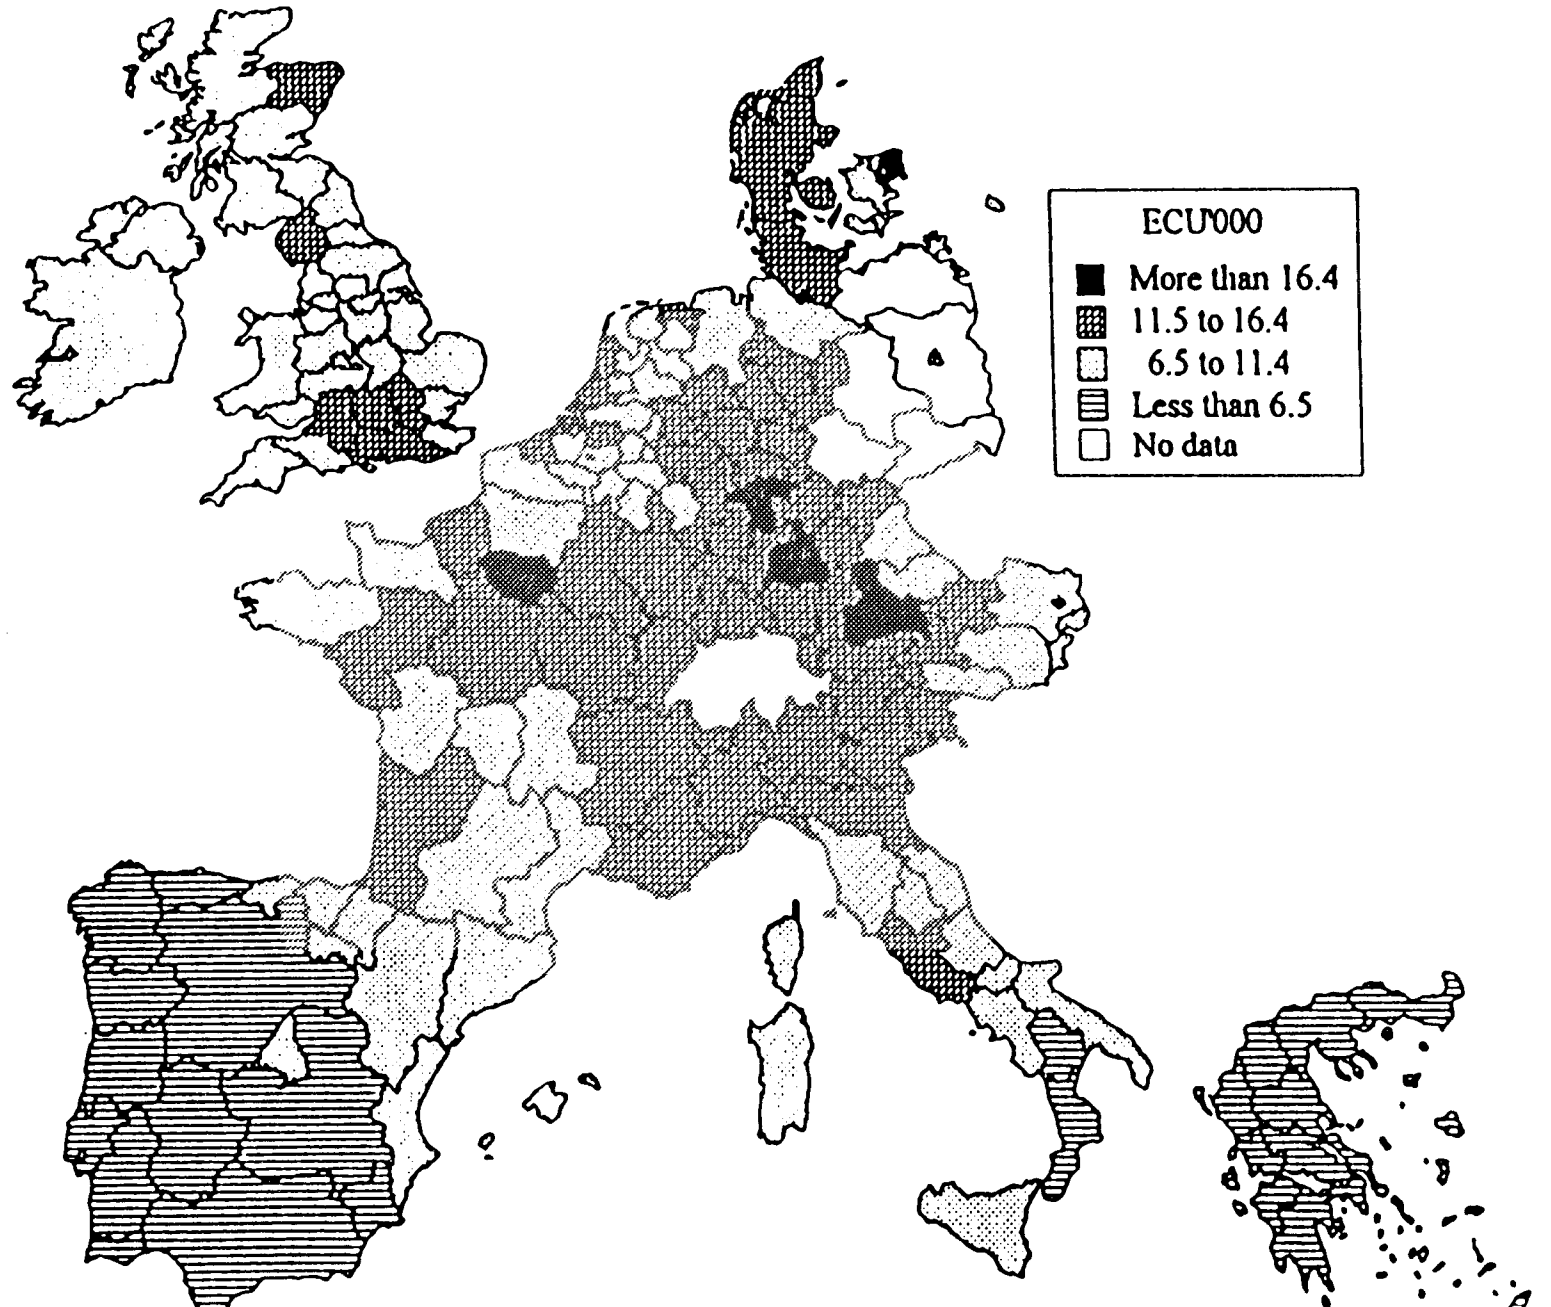 ECU'000
More than 16.4
11.5 to 16.4
6.5 to 11.4
Less than 6.5
No data